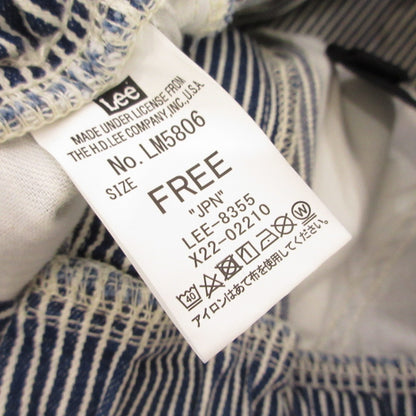 Lee
MADE UNDER LICENSE FROM
THE H.D.LEE COMPANY,INC.,U.S.A.
No. LM5806
SIZE
FREE
"JPN"
LEE-8355
X22-02210
40
アイロンはあて布を使用してください。